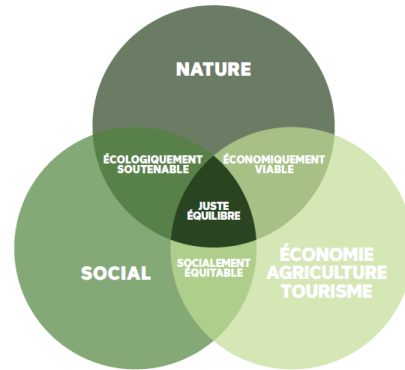 NATURE
ÉCOLOGIQUEMENT
SOUTENABLE
ÉCONOMIQUEMENT
VIABLE
JUSTE
ÉQUILIBRE
SOCIAL
SOCIALEMENT
ÉQUITABLE
ÉCONOMIE
AGRICULTURE
TOURISME